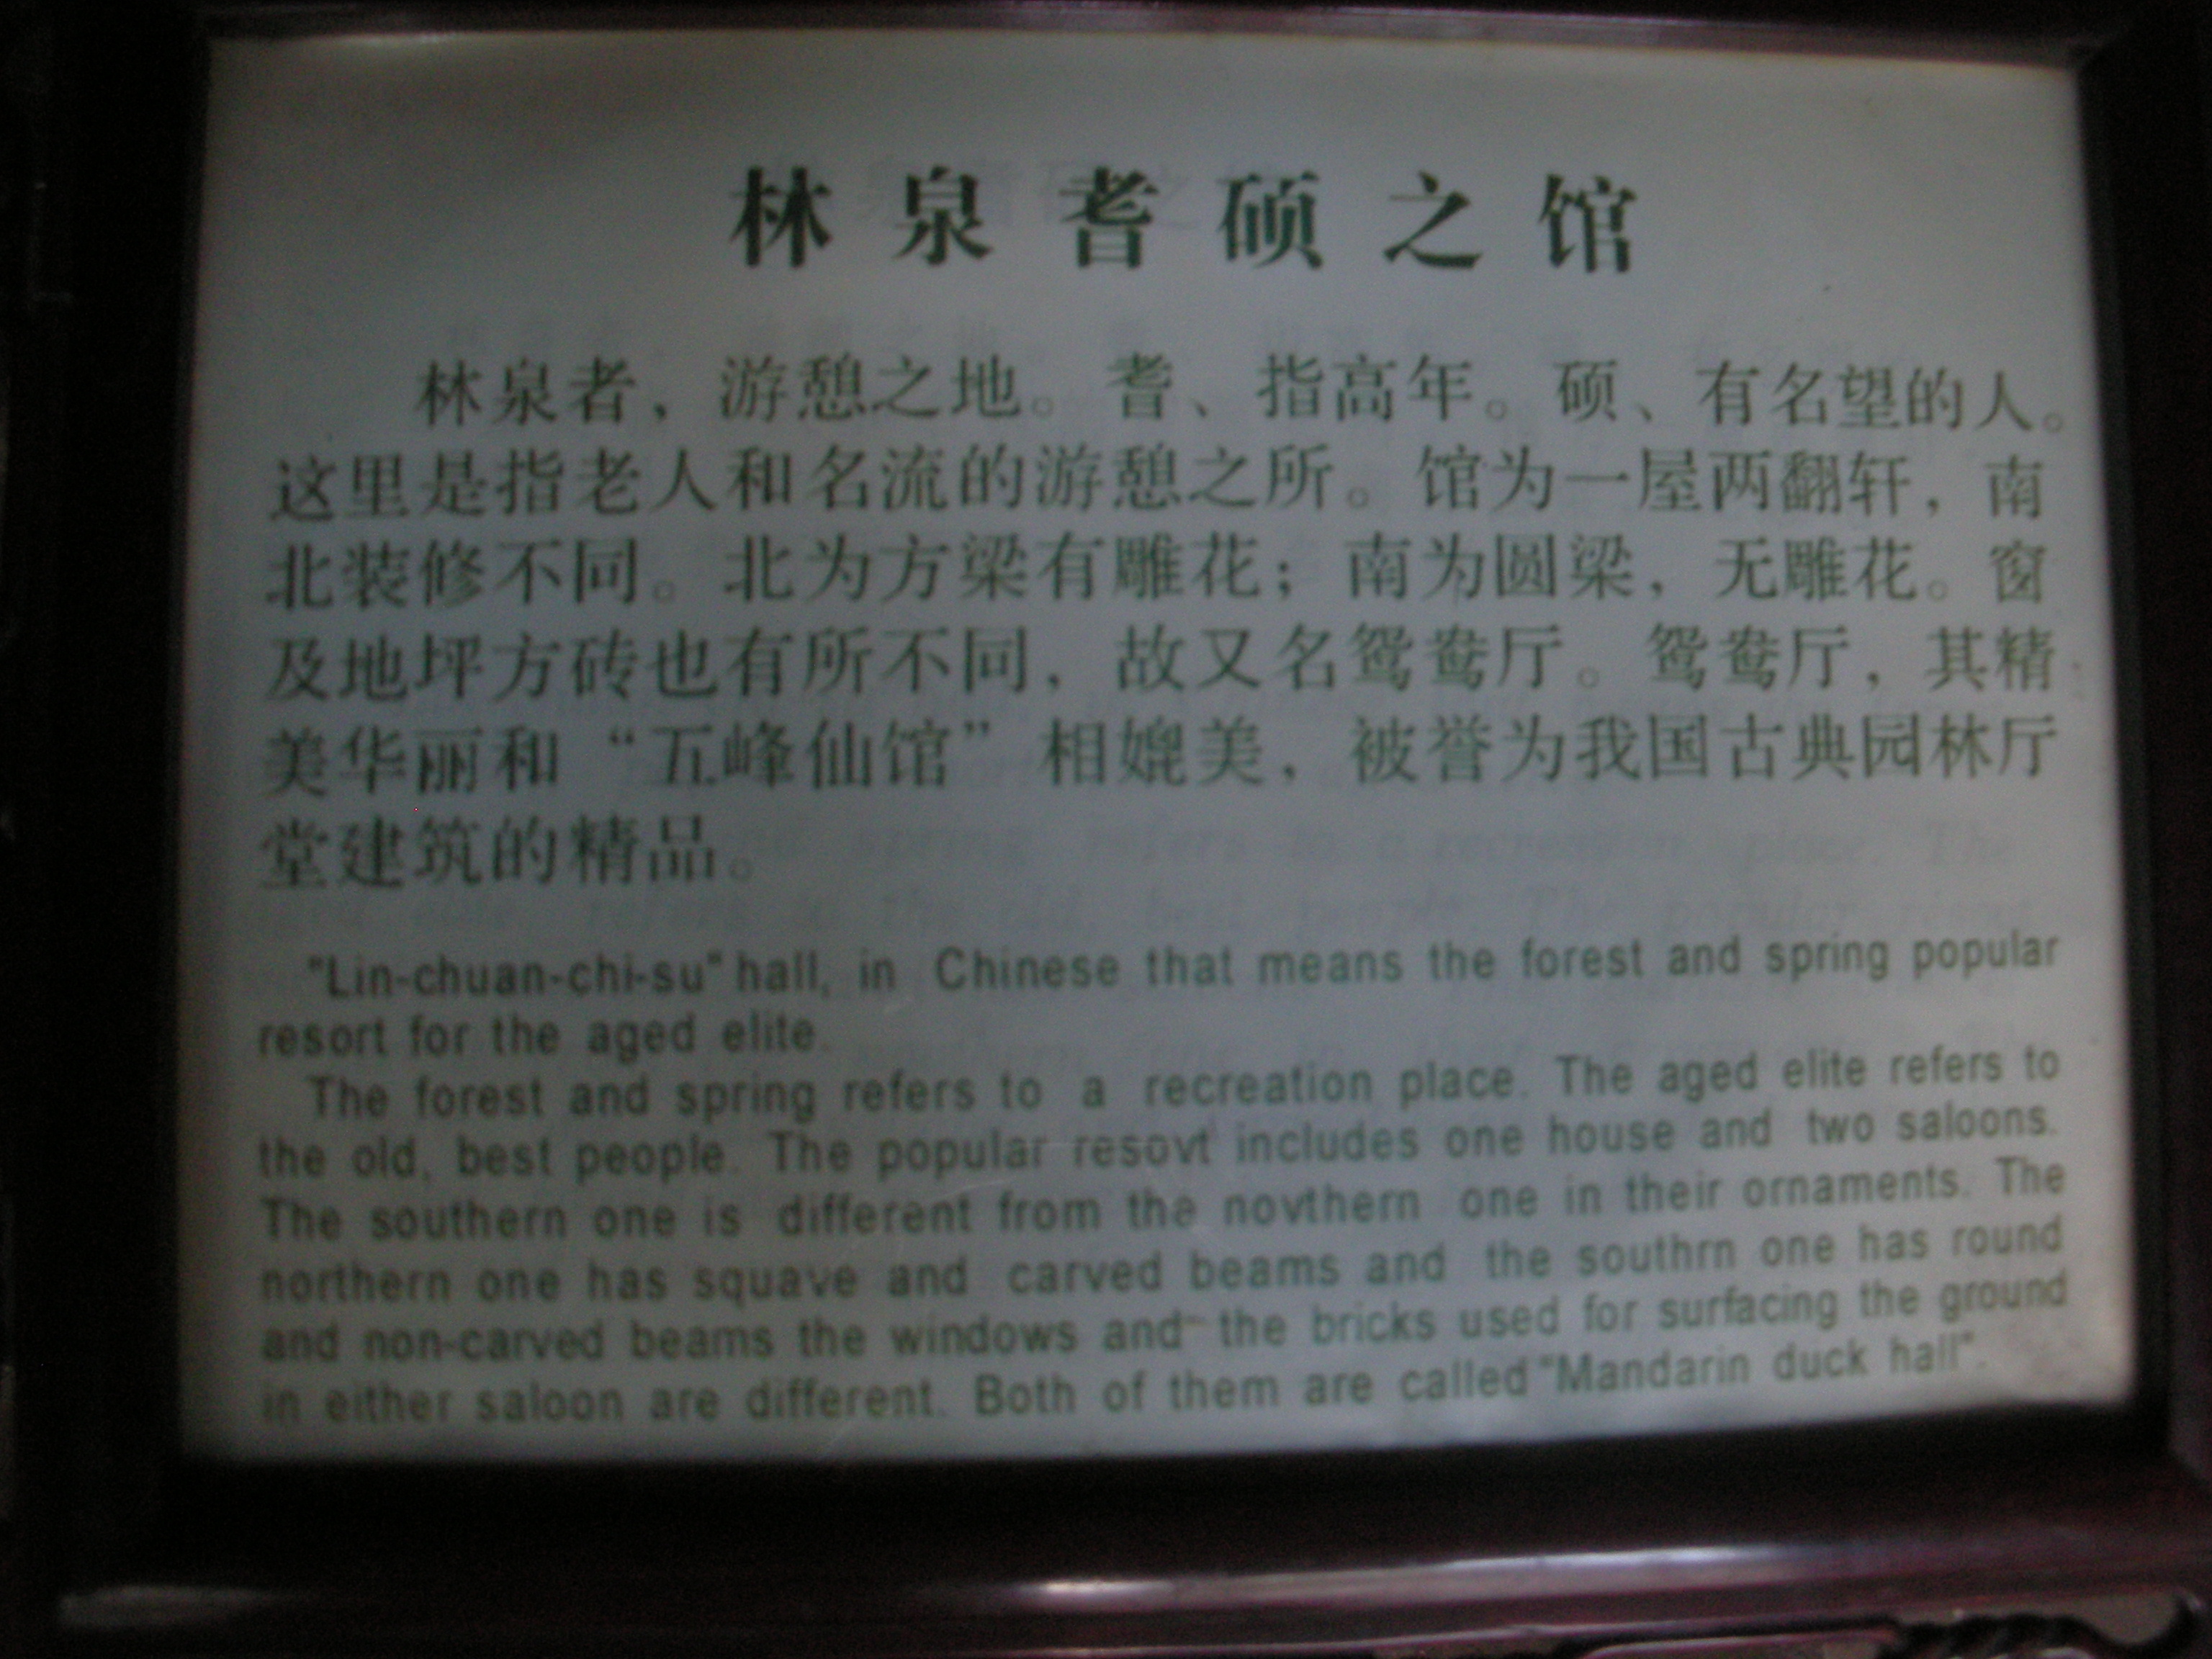 林泉耆硕之馆
林泉者，游憩之地。耆、指高年。硕、有名望的人。
这里是指老人和名流的游憩之所。馆为一屋两翻轩，南
北装修不同。北为方梁有雕花；南为圆梁，无雕花。窗
及地坪方砖也有所不同，故又名鸳鸯厅。鸳鸯厅，其精
美华丽和“五峰仙馆”相媲美，被誉为我国古典园林厅
堂建筑的精品。
"Lin-chuan-chi-su" hall, in Chinese that means the forest and spring popular
resort for the aged elite.
The forest and spring refers to a recreation place. The aged elite refers to
the old, best people. The popular resovt includes one house and two saloons.
The southern one is different from the novthern one in their ornaments. The
northern one has squave and carved beams and the southrn one has round
and non-carved beams the windows and the bricks used for surfacing the ground
in either saloon are different. Both of them are called "Mandarin duck hall".